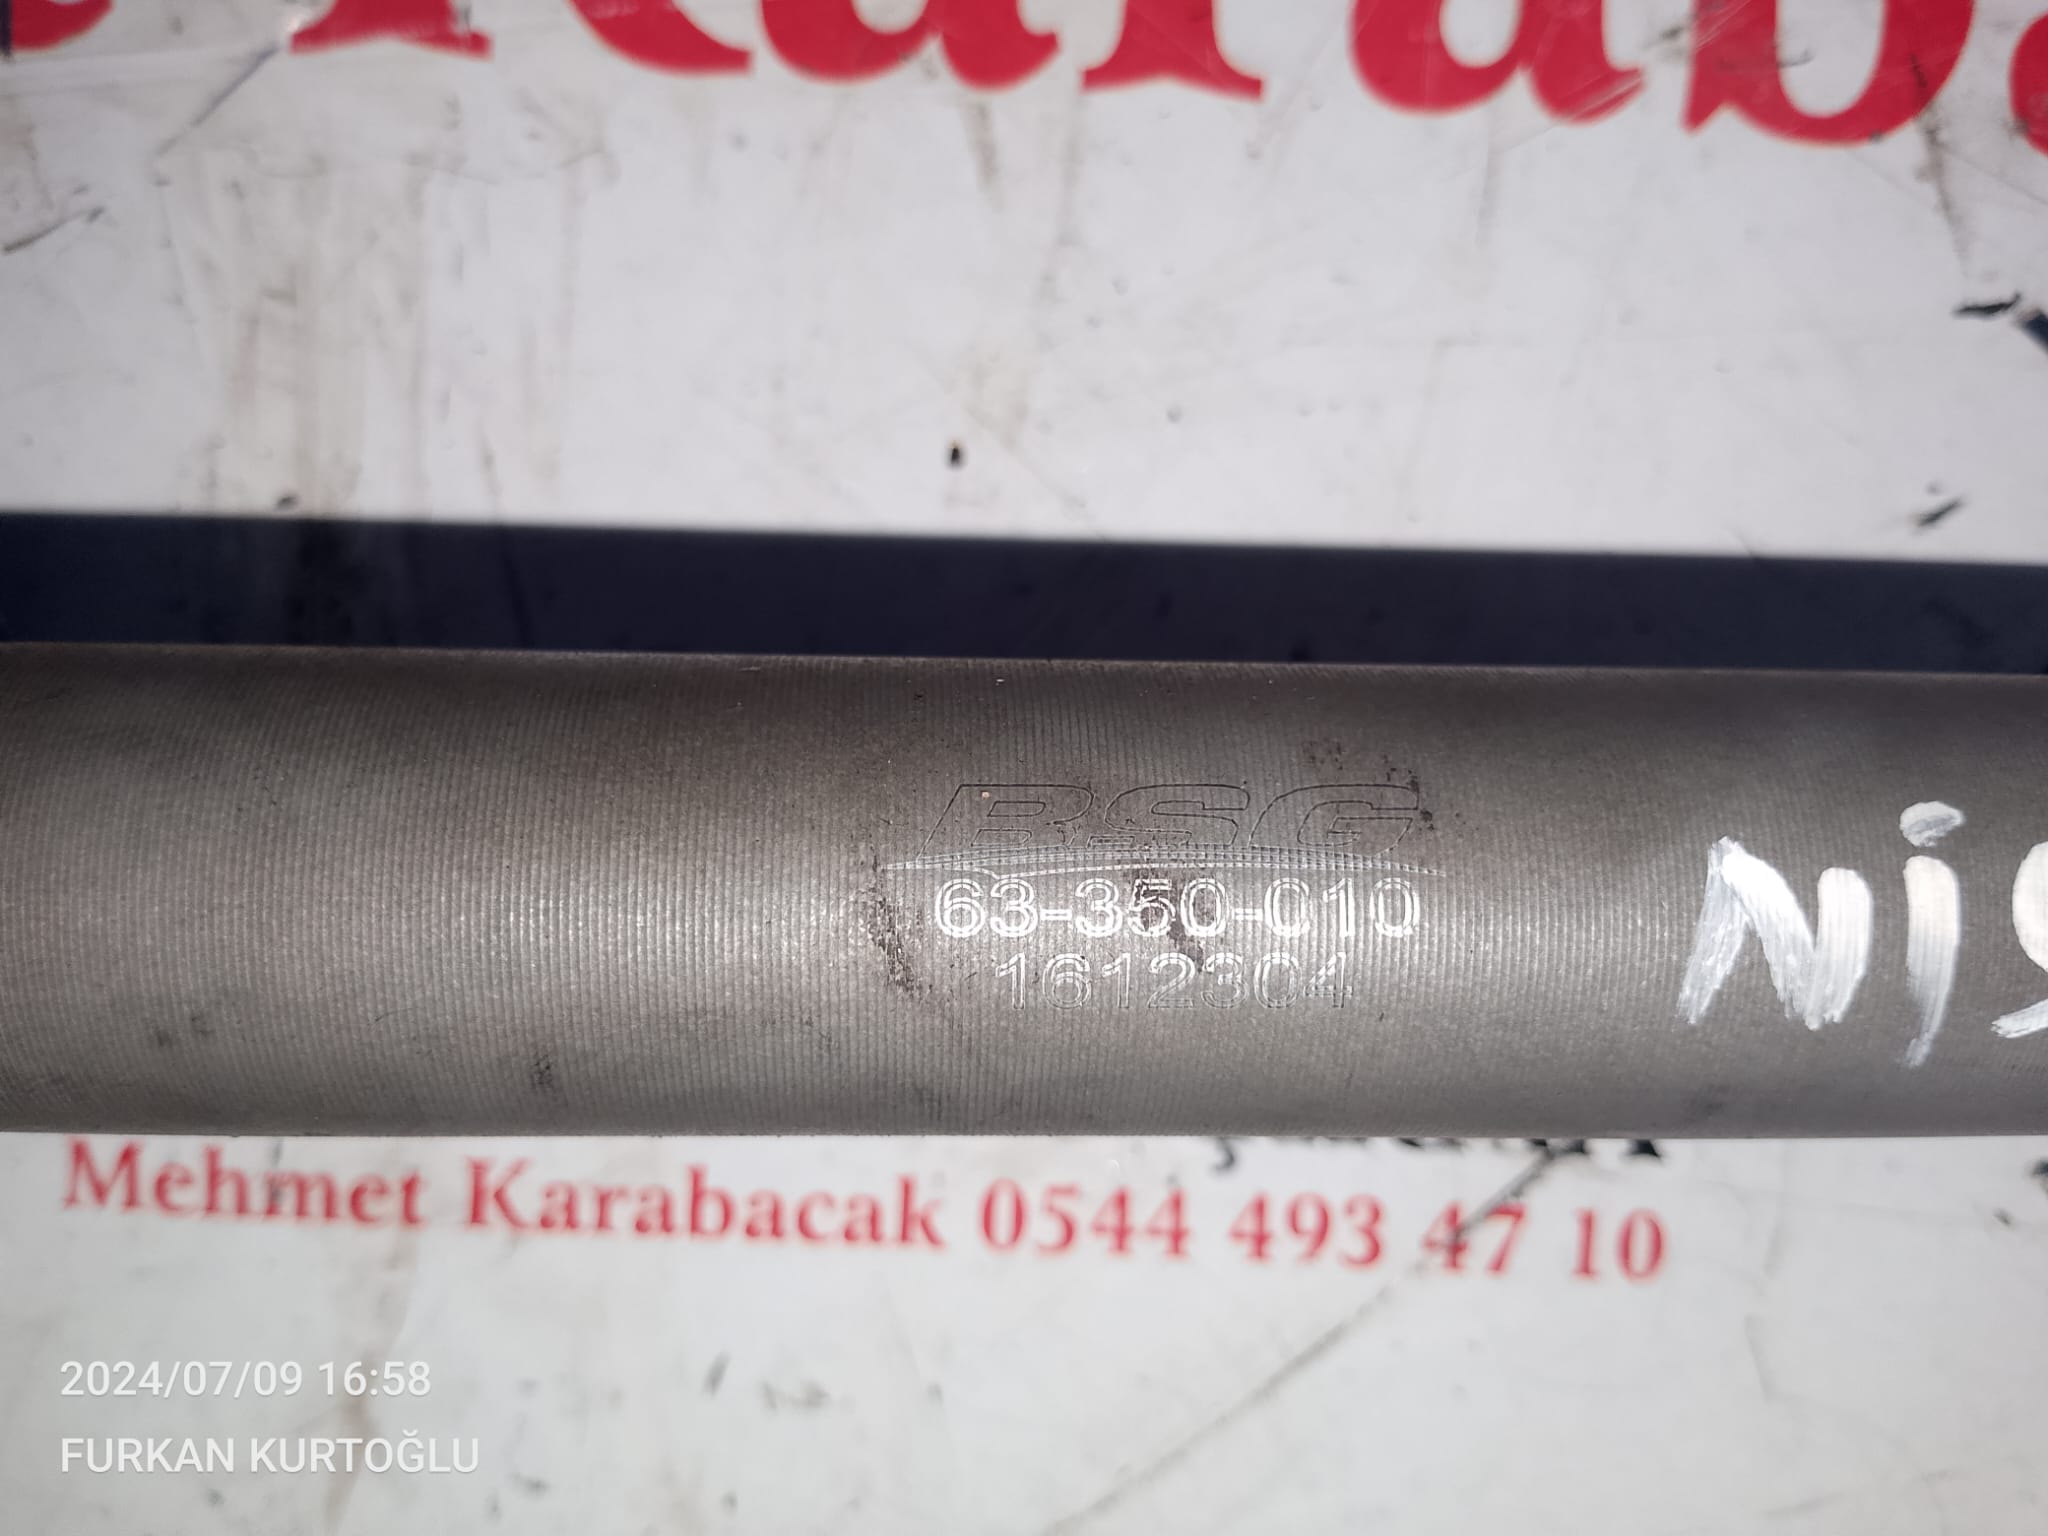 BSG
63-350-010
1612304
Mehmet Karabacak 0544 493 47 10
2024/07/09 16:58
FURKAN KURTOĞLU